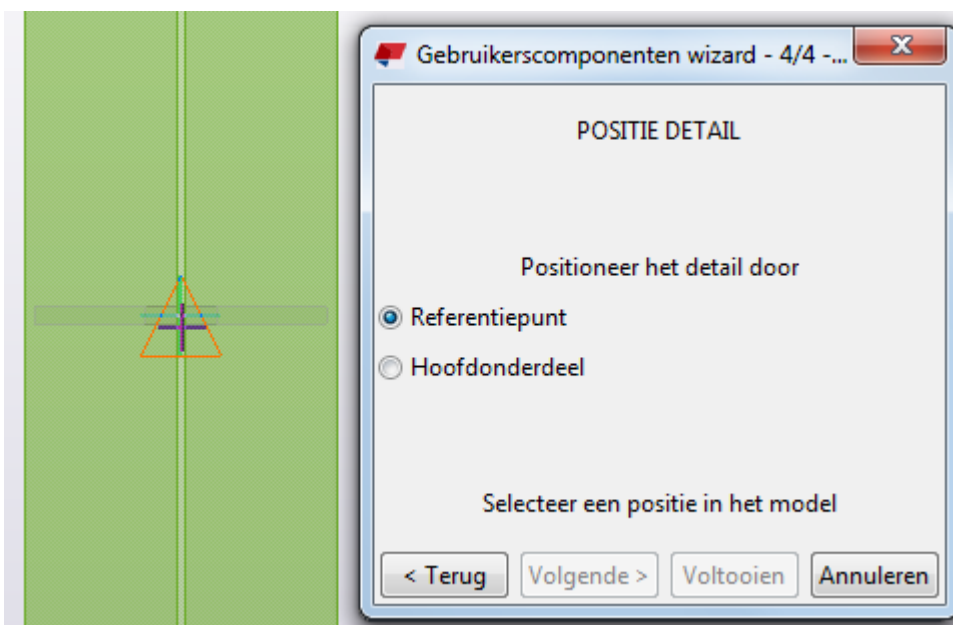 Gebruikerscomponenten wizard - 4/4 -...
POSITIE DETAIL
Positioneer het detail door
Referentiepunt
Hoofdonderdeel
Selecteer een positie in het model
< Terug Volgende > Voltooien Annuleren